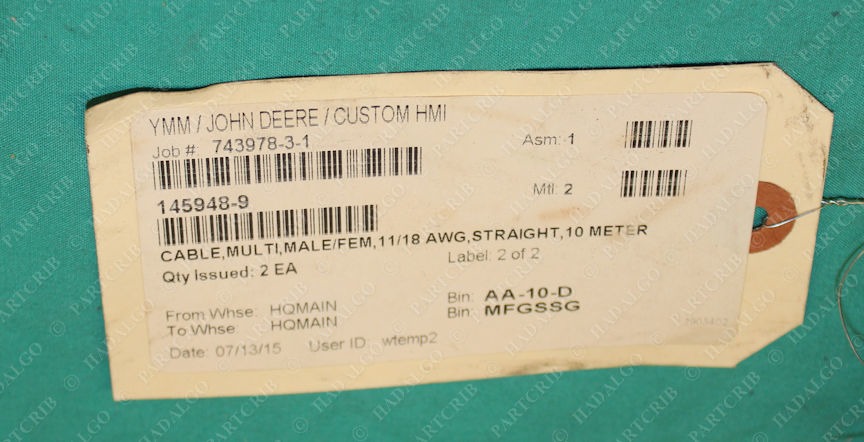 YMM / JOHN DEERE / CUSTOM HMI
Job #: 743978-3-1
Asm: 1
145948-9
Mtl: 2
CABLE,MULTI,MALE/FEM,11/18 AWG,STRAIGHT,10 METER
Qty Issued: 2 EA
Label: 2 of 2
From Whse: HQMAIN
Bin: AA-10-D
To Whse: HQMAIN
Bin: MFGSSG
Date: 07/13/15 User ID: wtemp2
© HADALGO PARTCRIB